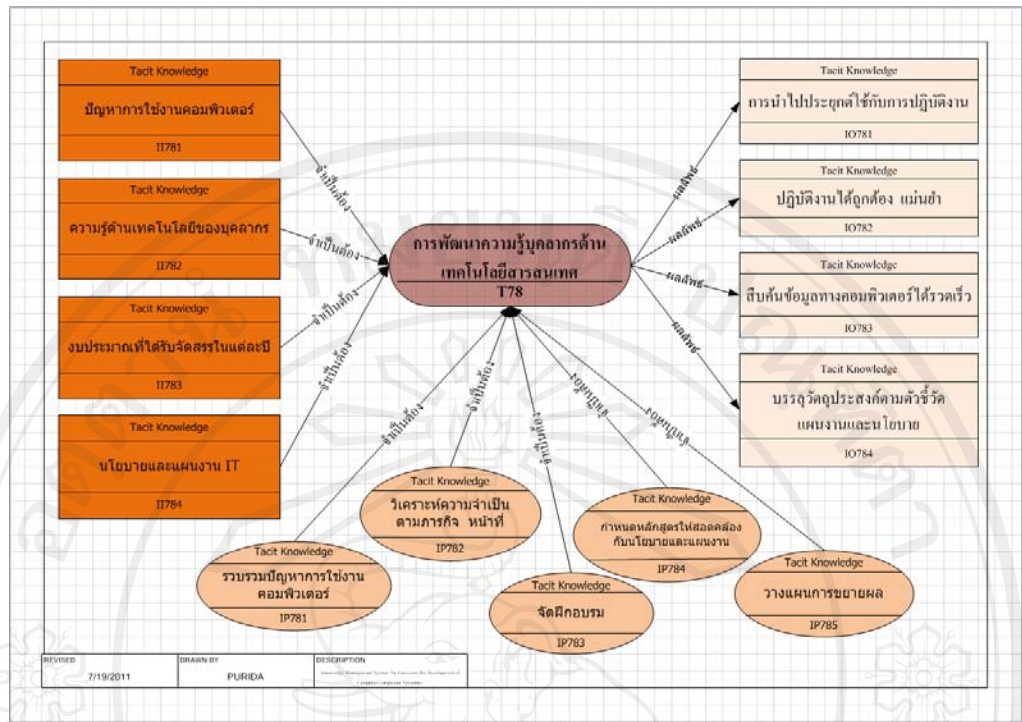 Tacit Knowledge
ปัญหาการใช้งานคอมพิวเตอร์
II781
Tacit Knowledge
ความรู้ด้านเทคโนโลยีของบุคลากร
II782
Tacit Knowledge
งบประมาณที่ได้รับจัดสรรในแต่ละปี
II783
Tacit Knowledge
นโยบายและแผนงาน IT
II784
จำเป็นต้อง
จำเป็นต้อง
จำเป็นต้อง
จำเป็นต้อง
การพัฒนาความรู้บุคลากรด้าน
เทคโนโลยีสารสนเทศ
T78
ผลลัพธ์
ผลลัพธ์
ผลลัพธ์
ผลลัพธ์
Tacit Knowledge
การนำไปประยุกต์ใช้กับการปฏิบัติงาน
IO781
Tacit Knowledge
ปฏิบัติงานได้ถูกต้อง แม่นยำ
IO782
Tacit Knowledge
สืบค้นข้อมูลทางคอมพิวเตอร์ได้รวดเร็ว
IO783
Tacit Knowledge
บรรลุวัตถุประสงค์ตามตัวชี้วัด
แผนงานและนโยบาย
IO784
จำเป็นต้อง
จำเป็นต้อง
จำเป็นต้อง
จำเป็นต้อง
จำเป็นต้อง
Tacit Knowledge
รวบรวมปัญหาการใช้งาน
คอมพิวเตอร์
IP781
Tacit Knowledge
วิเคราะห์ความจำเป็น
ตามภารกิจ หน้าที่
IP782
Tacit Knowledge
จัดฝึกอบรม
IP783
Tacit Knowledge
กำหนดหลักสูตรให้สอดคล้อง
กับนโยบายและแผนงาน
IP784
Tacit Knowledge
วางแผนการขยายผล
IP785
REVISED
7/19/2011
DRAWN BY
PURIDA
DESCRIPTION